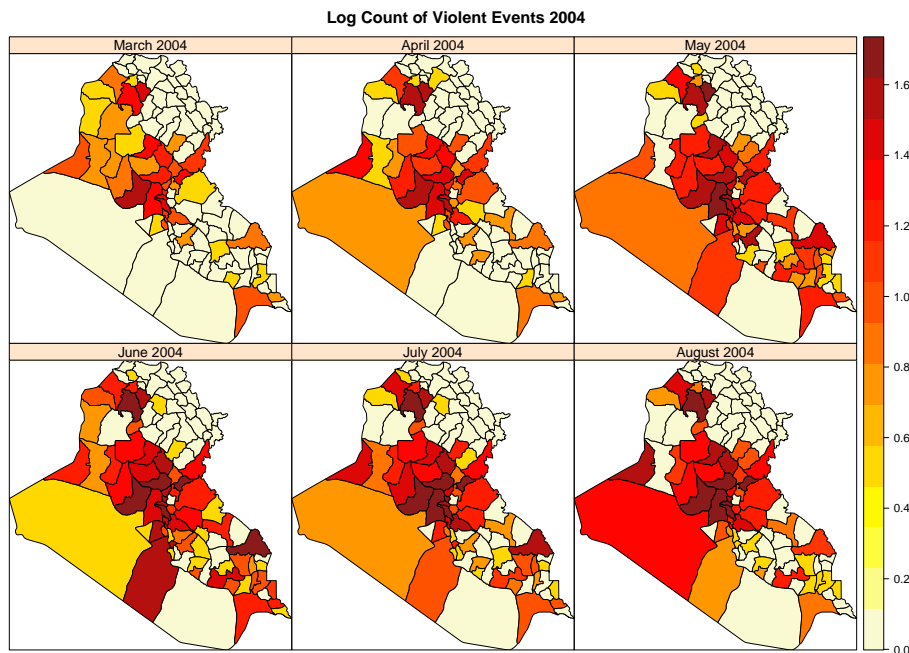 Log Count of Violent Events 2004
March 2004
April 2004
May 2004
June 2004
July 2004
August 2004
1.6
1.4
1.2
1.0
0.8
0.6
0.4
0.2
0.0